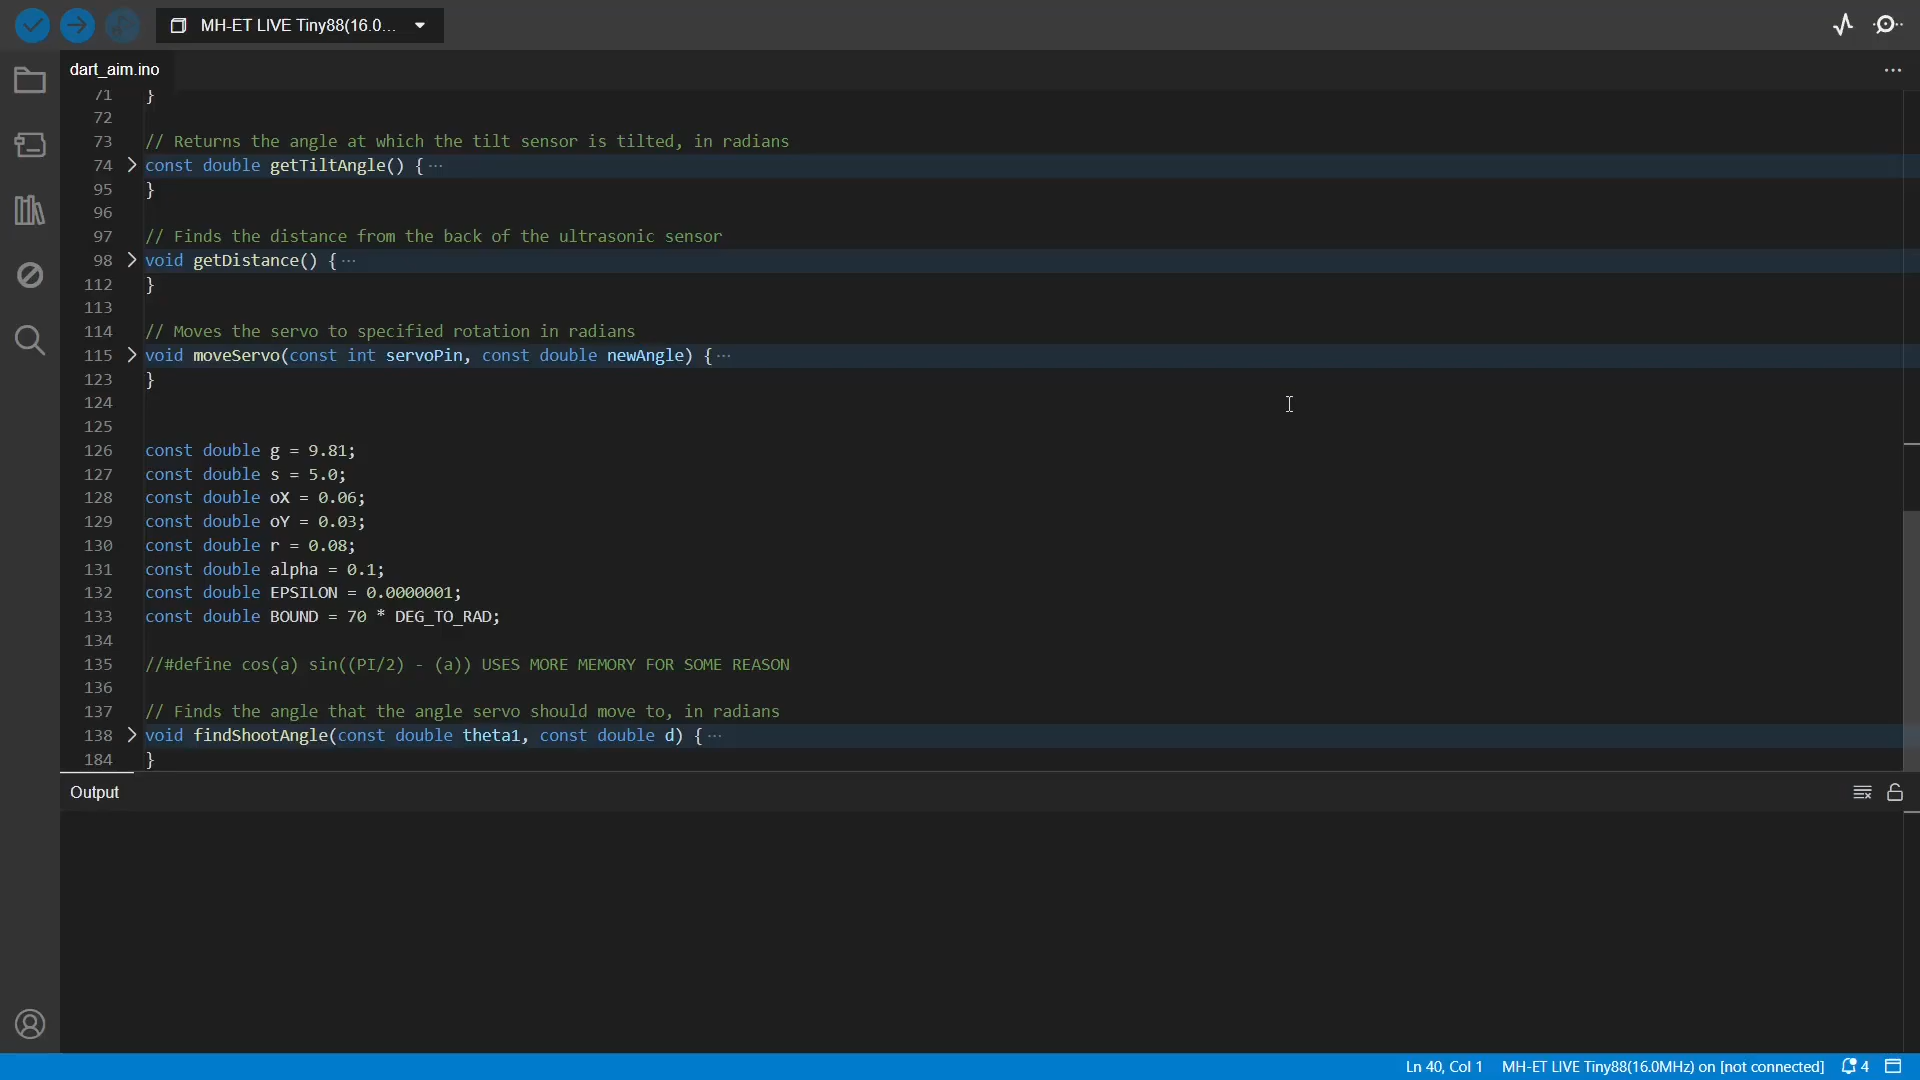 MH-ET LIVE Tiny88(16.0...
dart_aim.ino
71 }
72
73 // Returns the angle at which the tilt sensor is tilted, in radians
74 const double getTiltAngle() { ...
95 }
96
97 // Finds the distance from the back of the ultrasonic sensor
98 void getDistance() { ...
112 }
113
114 // Moves the servo to specified rotation in radians
115 void moveServo(const int servoPin, const double newAngle) { ...
123 }
124
125
126 const double g = 9.81;
127 const double s = 5.0;
128 const double oX = 0.06;
129 const double oY = 0.03;
130 const double r = 0.08;
131 const double alpha = 0.1;
132 const double EPSILON = 0.0000001;
133 const double BOUND = 70 * DEG_TO_RAD;
134
135 //#define cos(a) sin((PI/2) - (a)) USES MORE MEMORY FOR SOME REASON
136
137 // Finds the angle that the angle servo should move to, in radians
138 void findShootAngle(const double theta1, const double d) { ...
184 }
Output
Ln 40, Col 1 MH-ET LIVE Tiny88(16.0MHz) on [not connected] 4